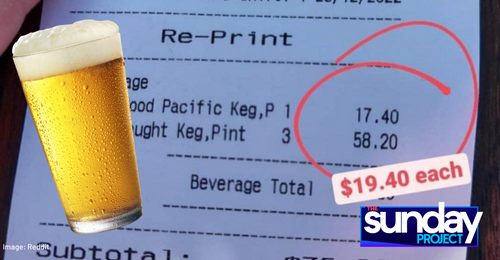 Re-Print
age
ood Pacific Keg,P 1 17.40
ught Keg,Pint 3 58.20
Beverage Total
$19.40 each
Subtotal:
THE
sunday
PROJECT
Image: Reddit